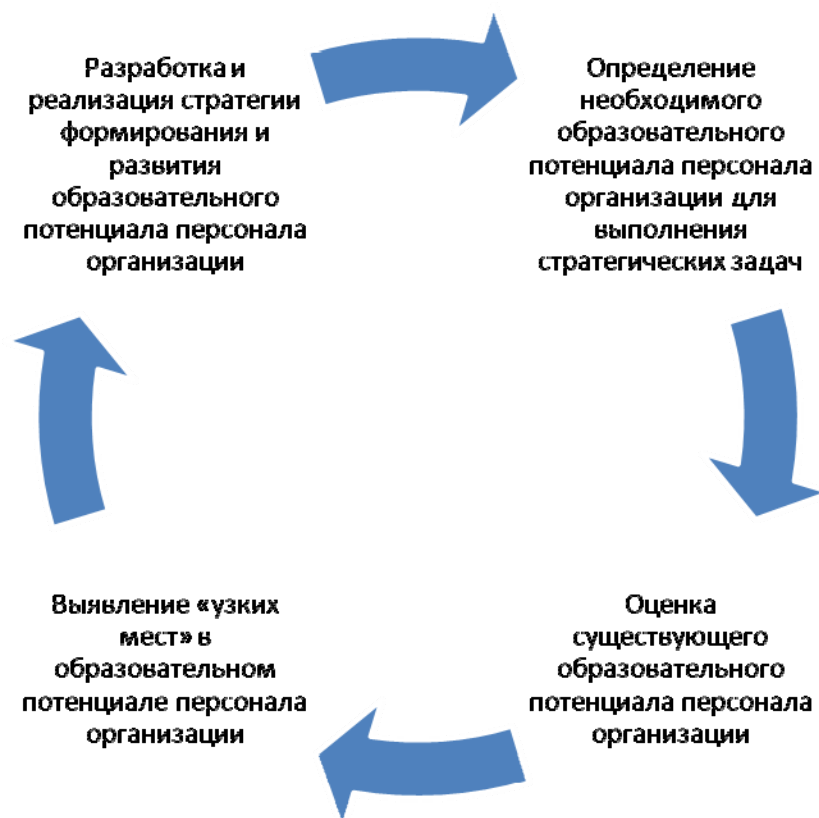 Разработка и
реализация стратегии
формирования и
развития
образовательного
потенциала персонала
организации
Определение
необходимого
образовательного
потенциала персонала
организации для
выполнения
стратегических задач
Оценка
существующего
образовательного
потенциала персонала
организации
Выявление «узких
мест» в
образовательном
потенциале персонала
организации